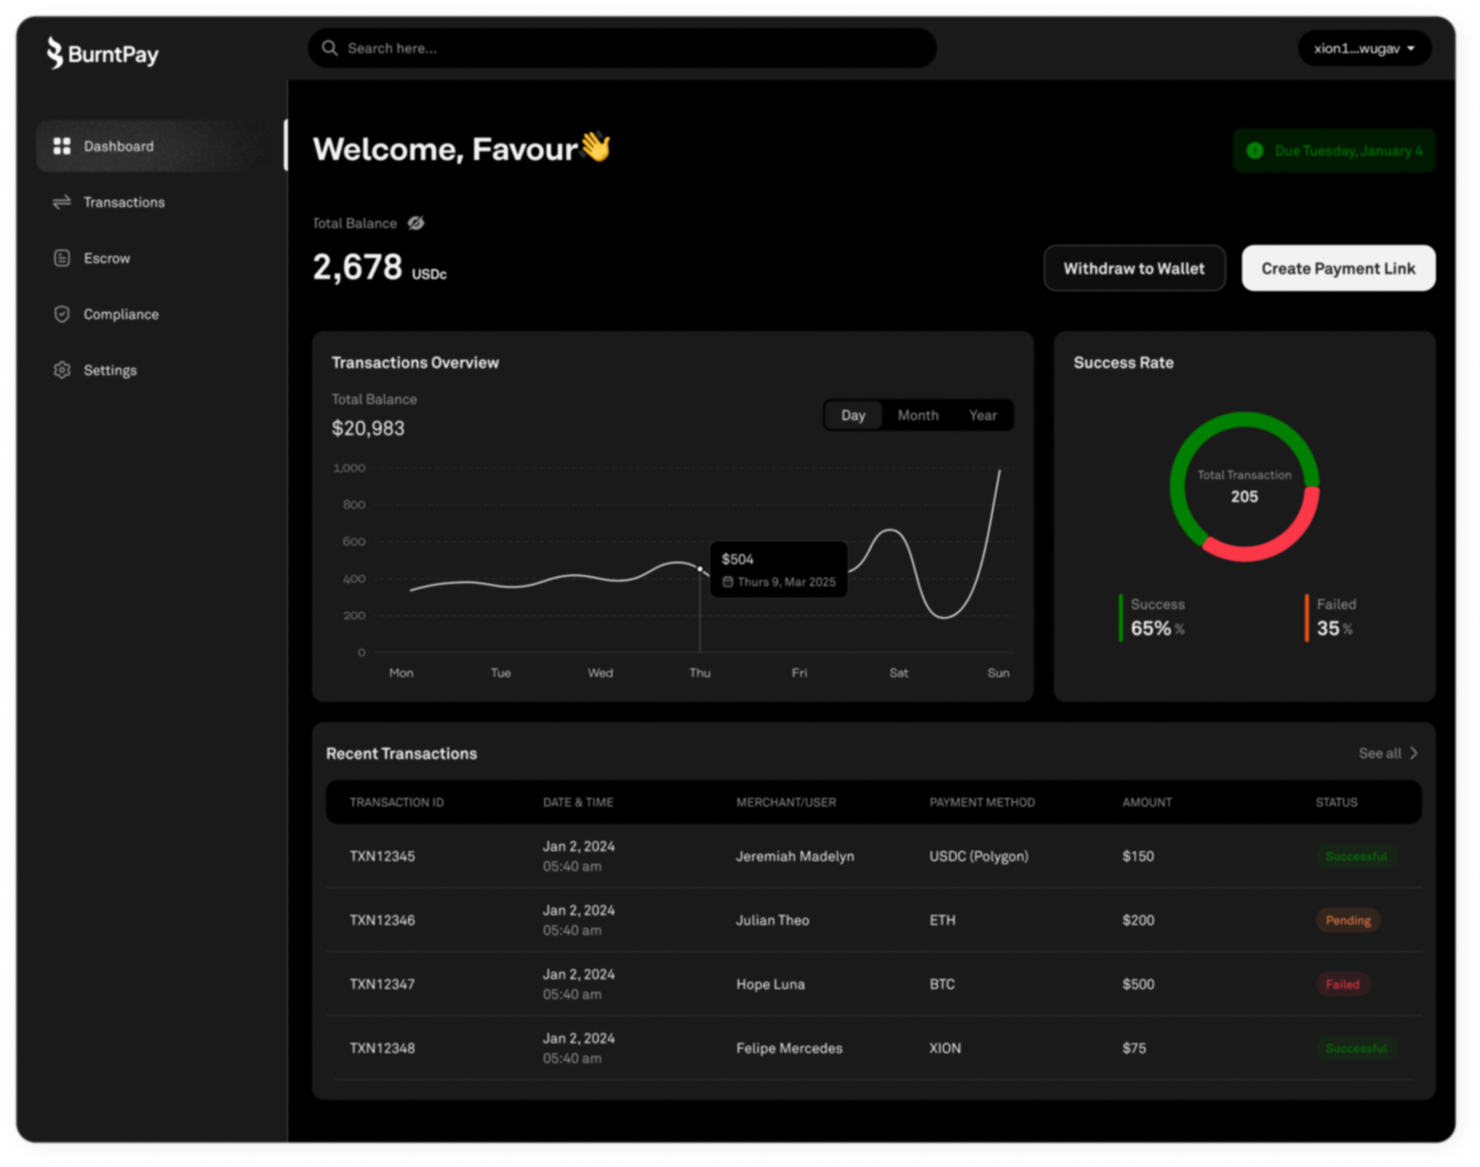 BurntPay
Search here...
xion1...wugav
Dashboard
Transactions
Escrow
Compliance
Settings
Welcome, Favour👋
Due Tuesday, January 4
Total Balance
2,678 USDc
Withdraw to Wallet
Create Payment Link
Transactions Overview
Total Balance
$20,983
Day Month Year
1,000
800
600
400
200
0
$504
Thurs 9, Mar 2025
Mon Tue Wed Thu Fri Sat Sun
Success Rate
Total Transaction
205
Success
65% %
Failed
35 %
Recent Transactions
See all
TRANSACTION ID DATE & TIME MERCHANT/USER PAYMENT METHOD AMOUNT STATUS
TXN12345 Jan 2, 2024 05:40 am Jeremiah Madelyn USDC (Polygon) $150 Successful
TXN12346 Jan 2, 2024 05:40 am Julian Theo ETH $200 Pending
TXN12347 Jan 2, 2024 05:40 am Hope Luna BTC $500 Failed
TXN12348 Jan 2, 2024 05:40 am Felipe Mercedes XION $75 Successful